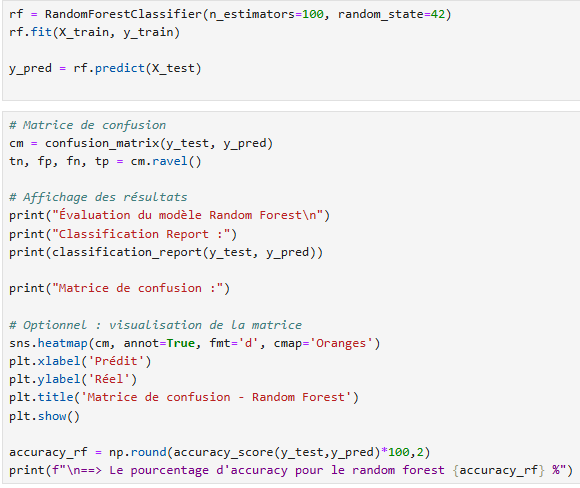 rf = RandomForestClassifier(n_estimators=100, random_state=42)
rf.fit(X_train, y_train)
y_pred = rf.predict(X_test)
# Matrice de confusion
cm = confusion_matrix(y_test, y_pred)
tn, fp, fn, tp = cm.ravel()
# Affichage des résultats
print("Évaluation du modèle Random Forest\n")
print("Classification Report :")
print(classification_report(y_test, y_pred))
print("Matrice de confusion :")
# Optionnel : visualisation de la matrice
sns.heatmap(cm, annot=True, fmt='d', cmap='Oranges')
plt.xlabel('Prédit')
plt.ylabel('Réel')
plt.title('Matrice de confusion - Random Forest')
plt.show()
accuracy_rf = np.round(accuracy_score(y_test,y_pred)*100,2)
print(f"\n==> Le pourcentage d'accuracy pour le random forest {accuracy_rf} %")